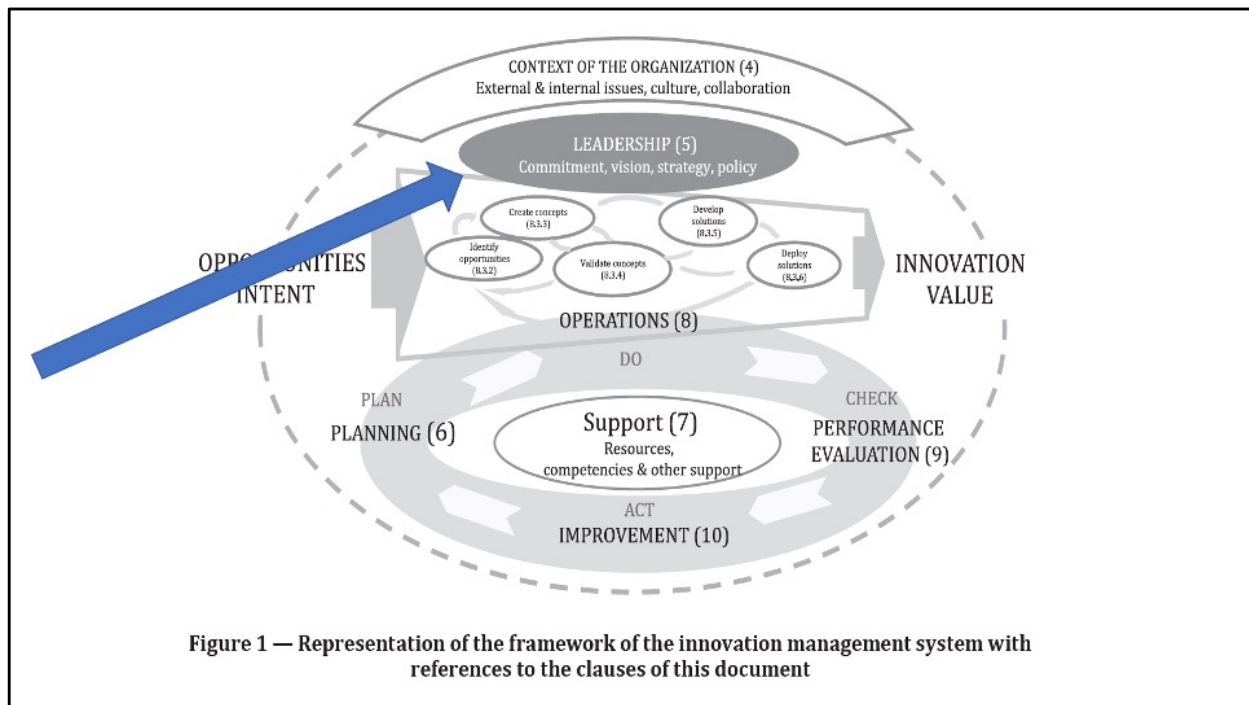 CONTEXT OF THE ORGANIZATION (4)
External & internal issues, culture, collaboration
LEADERSHIP (5)
Commitment, vision, strategy, policy
Create concepts
(8.3.3)
Develop
solutions
(8.3.5)
Identify
opportunities
(8.3.2)
Validate concepts
(8.3.4)
Deploy
solutions
(8.3.6)
OPPORTUNITIES
INTENT
INNOVATION
VALUE
OPERATIONS (8)
DO
PLAN
PLANNING (6)
Support (7)
Resources,
competencies & other support
CHECK
PERFORMANCE
EVALUATION (9)
ACT
IMPROVEMENT (10)
Figure 1 — Representation of the framework of the innovation management system with
references to the clauses of this document